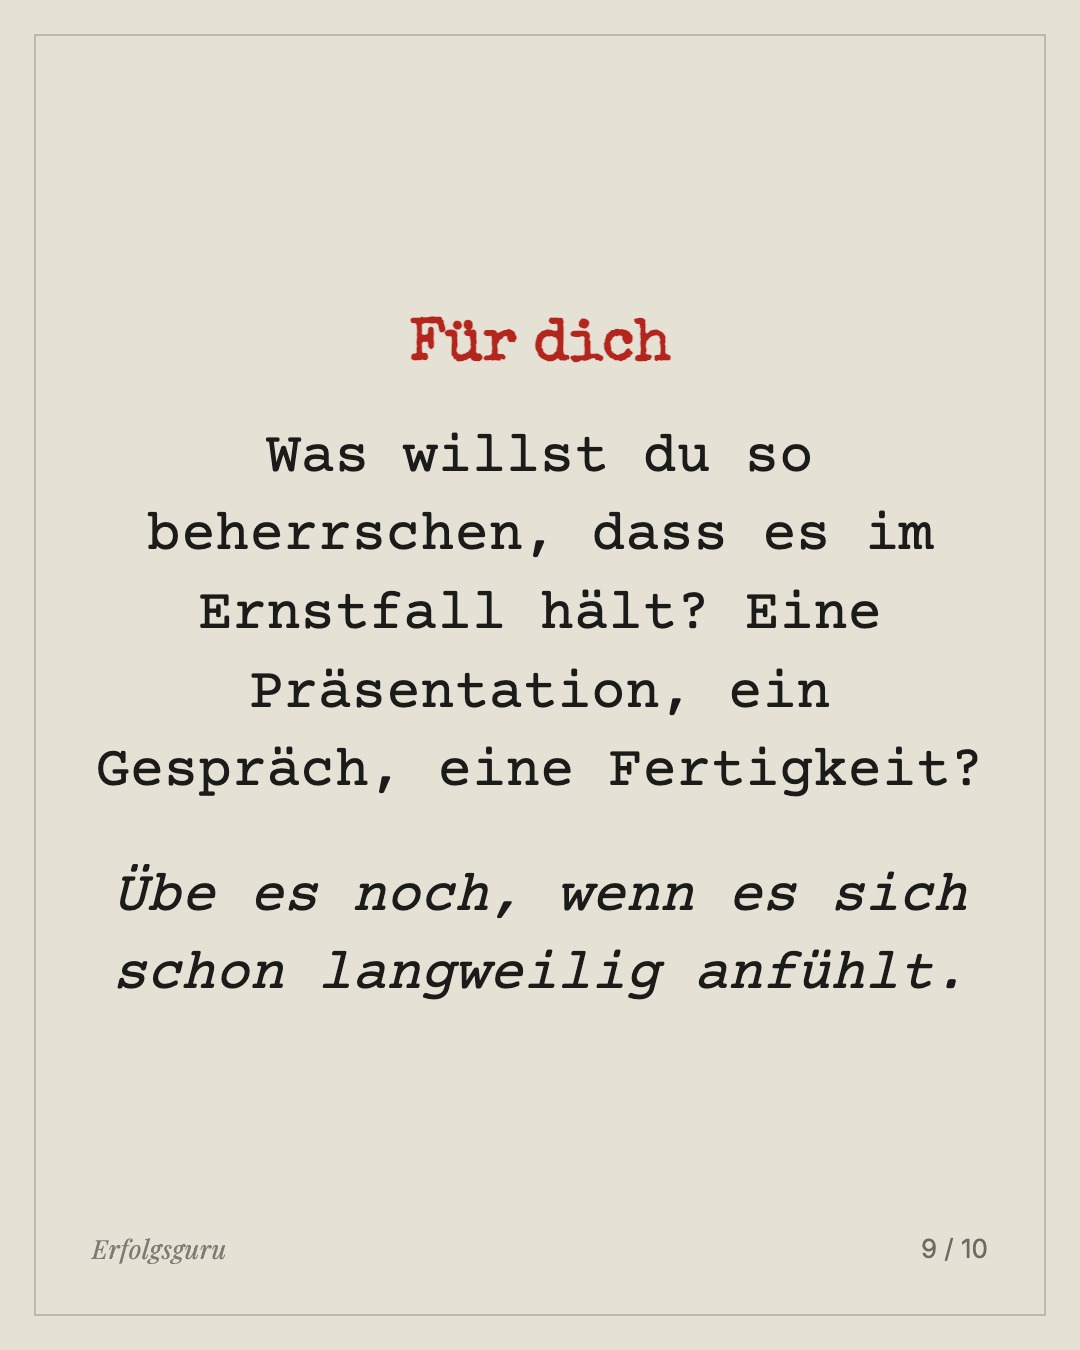 Für dich
Was willst du so
beherrschen, dass es im
Ernstfall hält? Eine
Präsentation, ein
Gespräch, eine Fertigkeit?
Übe es noch, wenn es sich
schon langweilig anfühlt.
Erfolgsguru
9 / 10